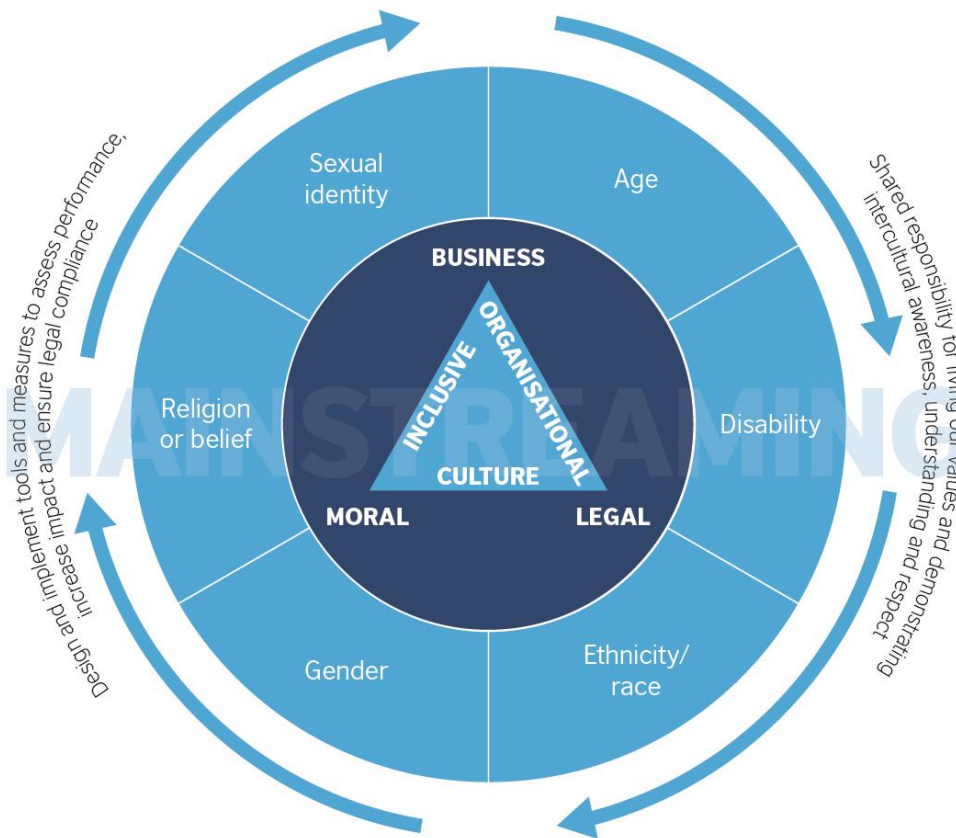 Design and implement tools and measures to assess performance,
increase impact and ensure legal compliance
Shared responsibility for living our values and demonstrating
intercultural awareness, understanding and respect
Sexual
identity
Age
BUSINESS
INCLUSIVE
ORGANISATIONAL
CULTURE
MORAL
LEGAL
Religion
or belief
Disability
MAINSTREAMING
Gender
Ethnicity/
race